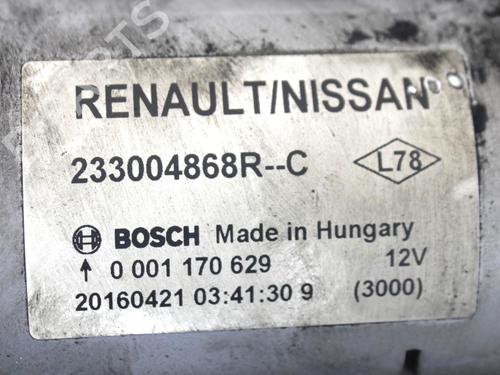 RENAULT/NISSAN
233004868R--C L78
BOSCH Made in Hungary
↑ 0 001 170 629 12V
20160421 03:41:30 9 (3000)